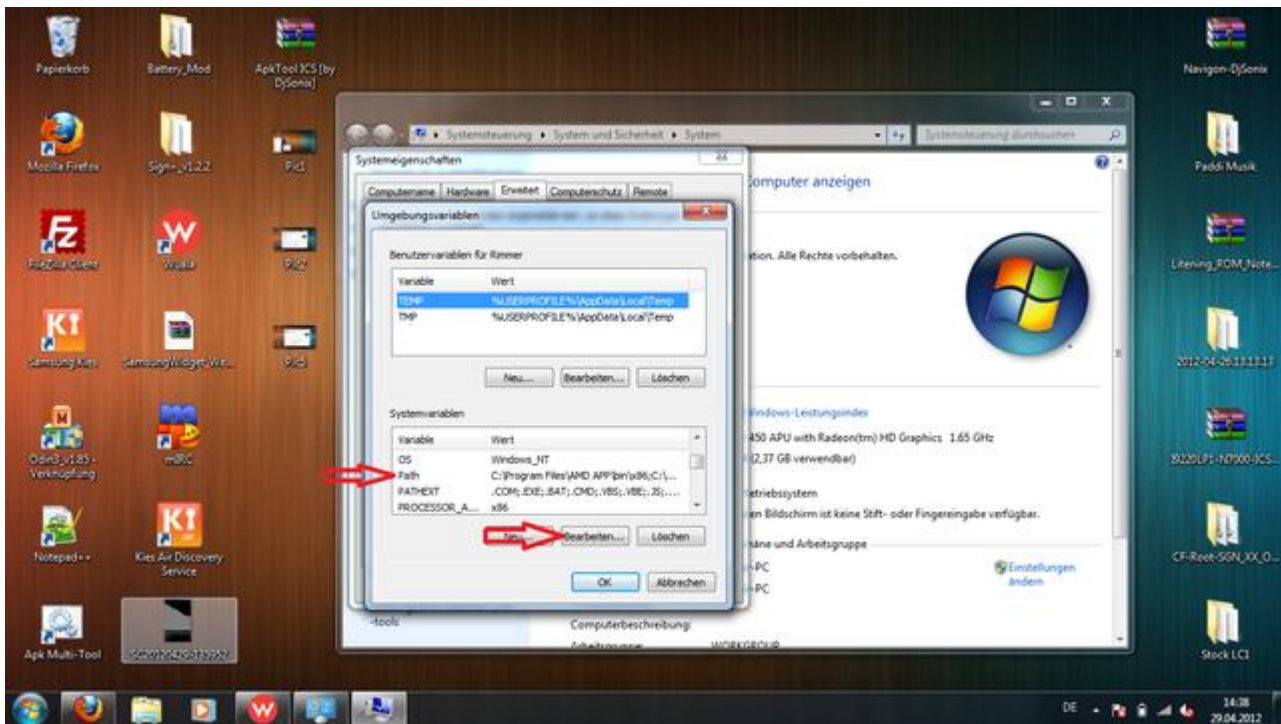 Papierkorb
Battery_Mod
ApkTool ICS [by
DjSonix]
Navigon-DjSonix
Mozilla Firefox
Sign++_v1.2.2
Pic1
Paddi Musik
FileZilla Client
Wuala
Pic2
Litening_ROM_Note...
Samsung Kies
SamsungWidget-We...
Pic3
2012-04-26.13.13.13
Odin3_v1.85 -
Verknüpfung
mIRC
Notepad++
Kies Air Discovery
Service
CF-Root-SGN_XX_O...
Apk Multi-Tool
Stock LC1
Systemsteuerung
System und Sicherheit
System
Systemsteuerung durchsuchen
Systemeigenschaften
Computername
Hardware
Erweitert
Computerschutz
Remote
Umgebungsvariablen
Benutzervariablen für Rimmer
Variable Wert
TEMP %USERPROFILE%\AppData\Local\Temp
TMP %USERPROFILE%\AppData\Local\Temp
Neu... Bearbeiten... Löschen
Systemvariablen
Variable Wert
OS Windows_NT
Path C:\Program Files\AMD APP\bin\x86;C:\...
PATHEXT .COM;.EXE;.BAT;.CMD;.VBS;.VBE;.JS;....
PROCESSOR_A... x86
Neu... Bearbeiten... Löschen
OK Abbrechen
Computer anzeigen
ation. Alle Rechte vorbehalten.
Windows-Leistungsindex
450 APU with Radeon(tm) HD Graphics 1.65 GHz
(2,37 GB verwendbar)
etriebssystem
en Bildschirm ist keine Stift- oder Fingereingabe verfügbar.
mäne und Arbeitsgruppe
-PC
Einstellungen
ändern
-PC
-tools
Computerbeschreibung:
Arbeitsgruppe:
WORKGROUP
DE
14:38
29.04.2012